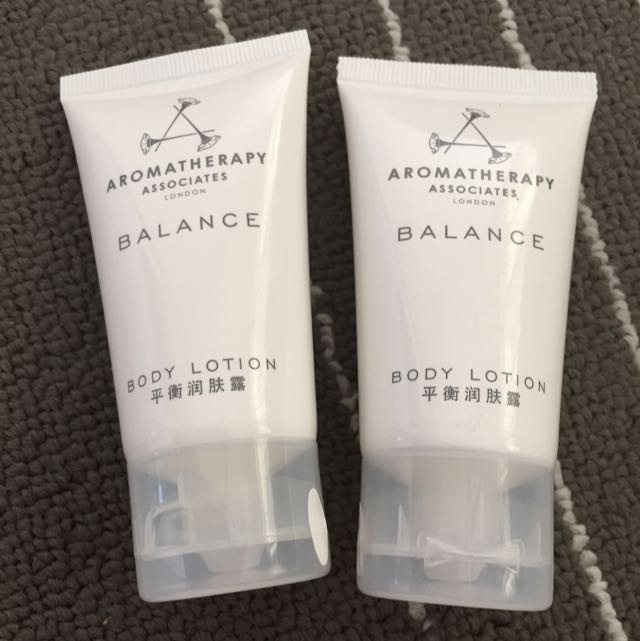 AROMATHERAPY
ASSOCIATES
LONDON
BALANCE
BODY LOTION
平衡润肤露
AROMATHERAPY
ASSOCIATES
LONDON
BALANCE
BODY LOTION
平衡润肤露